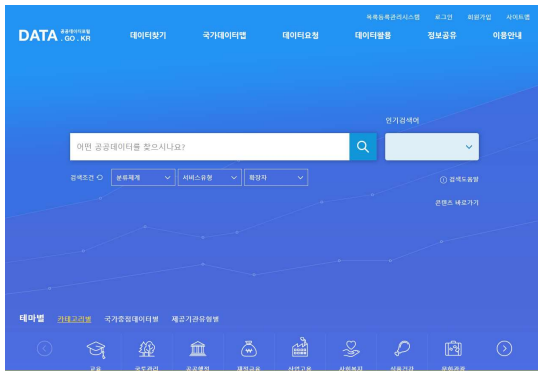 목록등록관리시스템 로그인 회원가입 사이트맵
DATA 공공데이터포털
.GO.KR
데이터찾기 국가데이터맵 데이터요청 데이터활용 정보공유 이용안내
인기검색어
어떤 공공데이터를 찾으시나요?
검색조건 분류체계 서비스유형 확장자
검색도움말
콘텐츠 바로가기
테마별 카테고리별 국가중점데이터별 제공기관유형별
교육 국토관리 공공행정 재정금융 산업고용 사회복지 식품건강 문화관광